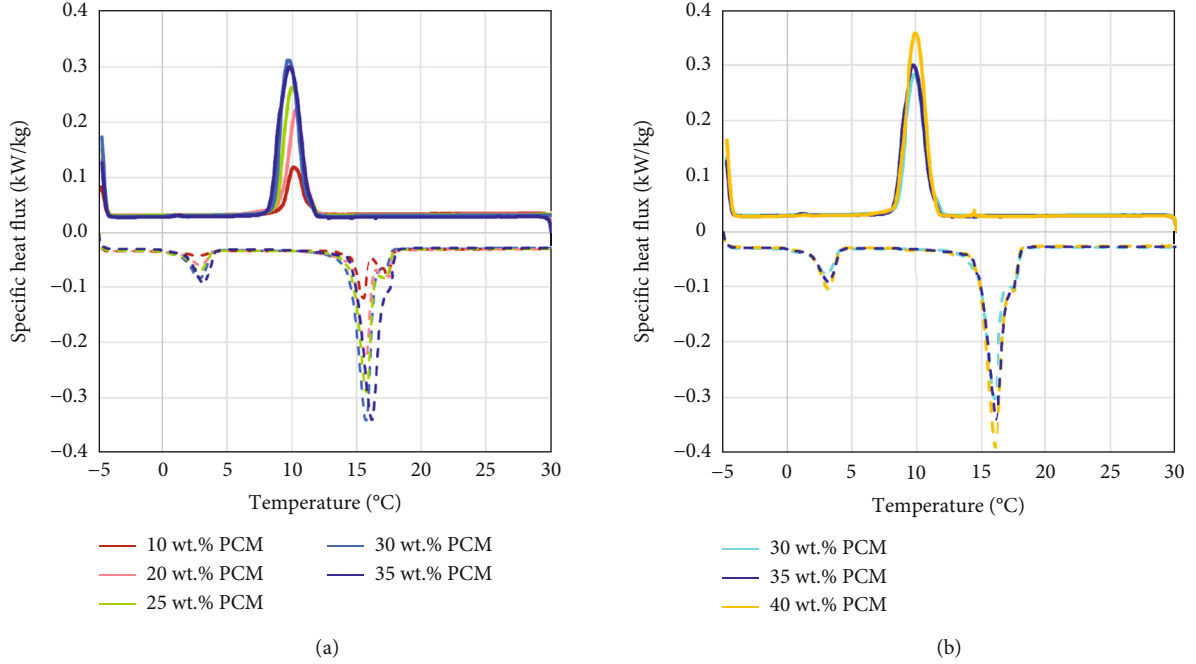 0.4
0.3
0.2
0.1
0.0
−0.1
−0.2
−0.3
−0.4
Specific heat flux (kW/kg)
−5 0 5 10 15 20 25 30
Temperature (°C)
10 wt.% PCM
20 wt.% PCM
25 wt.% PCM
30 wt.% PCM
35 wt.% PCM
(a)
0.4
0.3
0.2
0.1
0
−0.1
−0.2
−0.3
−0.4
Specific heat flux (kW/kg)
−5 0 5 10 15 20 25 30
Temperature (°C)
30 wt.% PCM
35 wt.% PCM
40 wt.% PCM
(b)